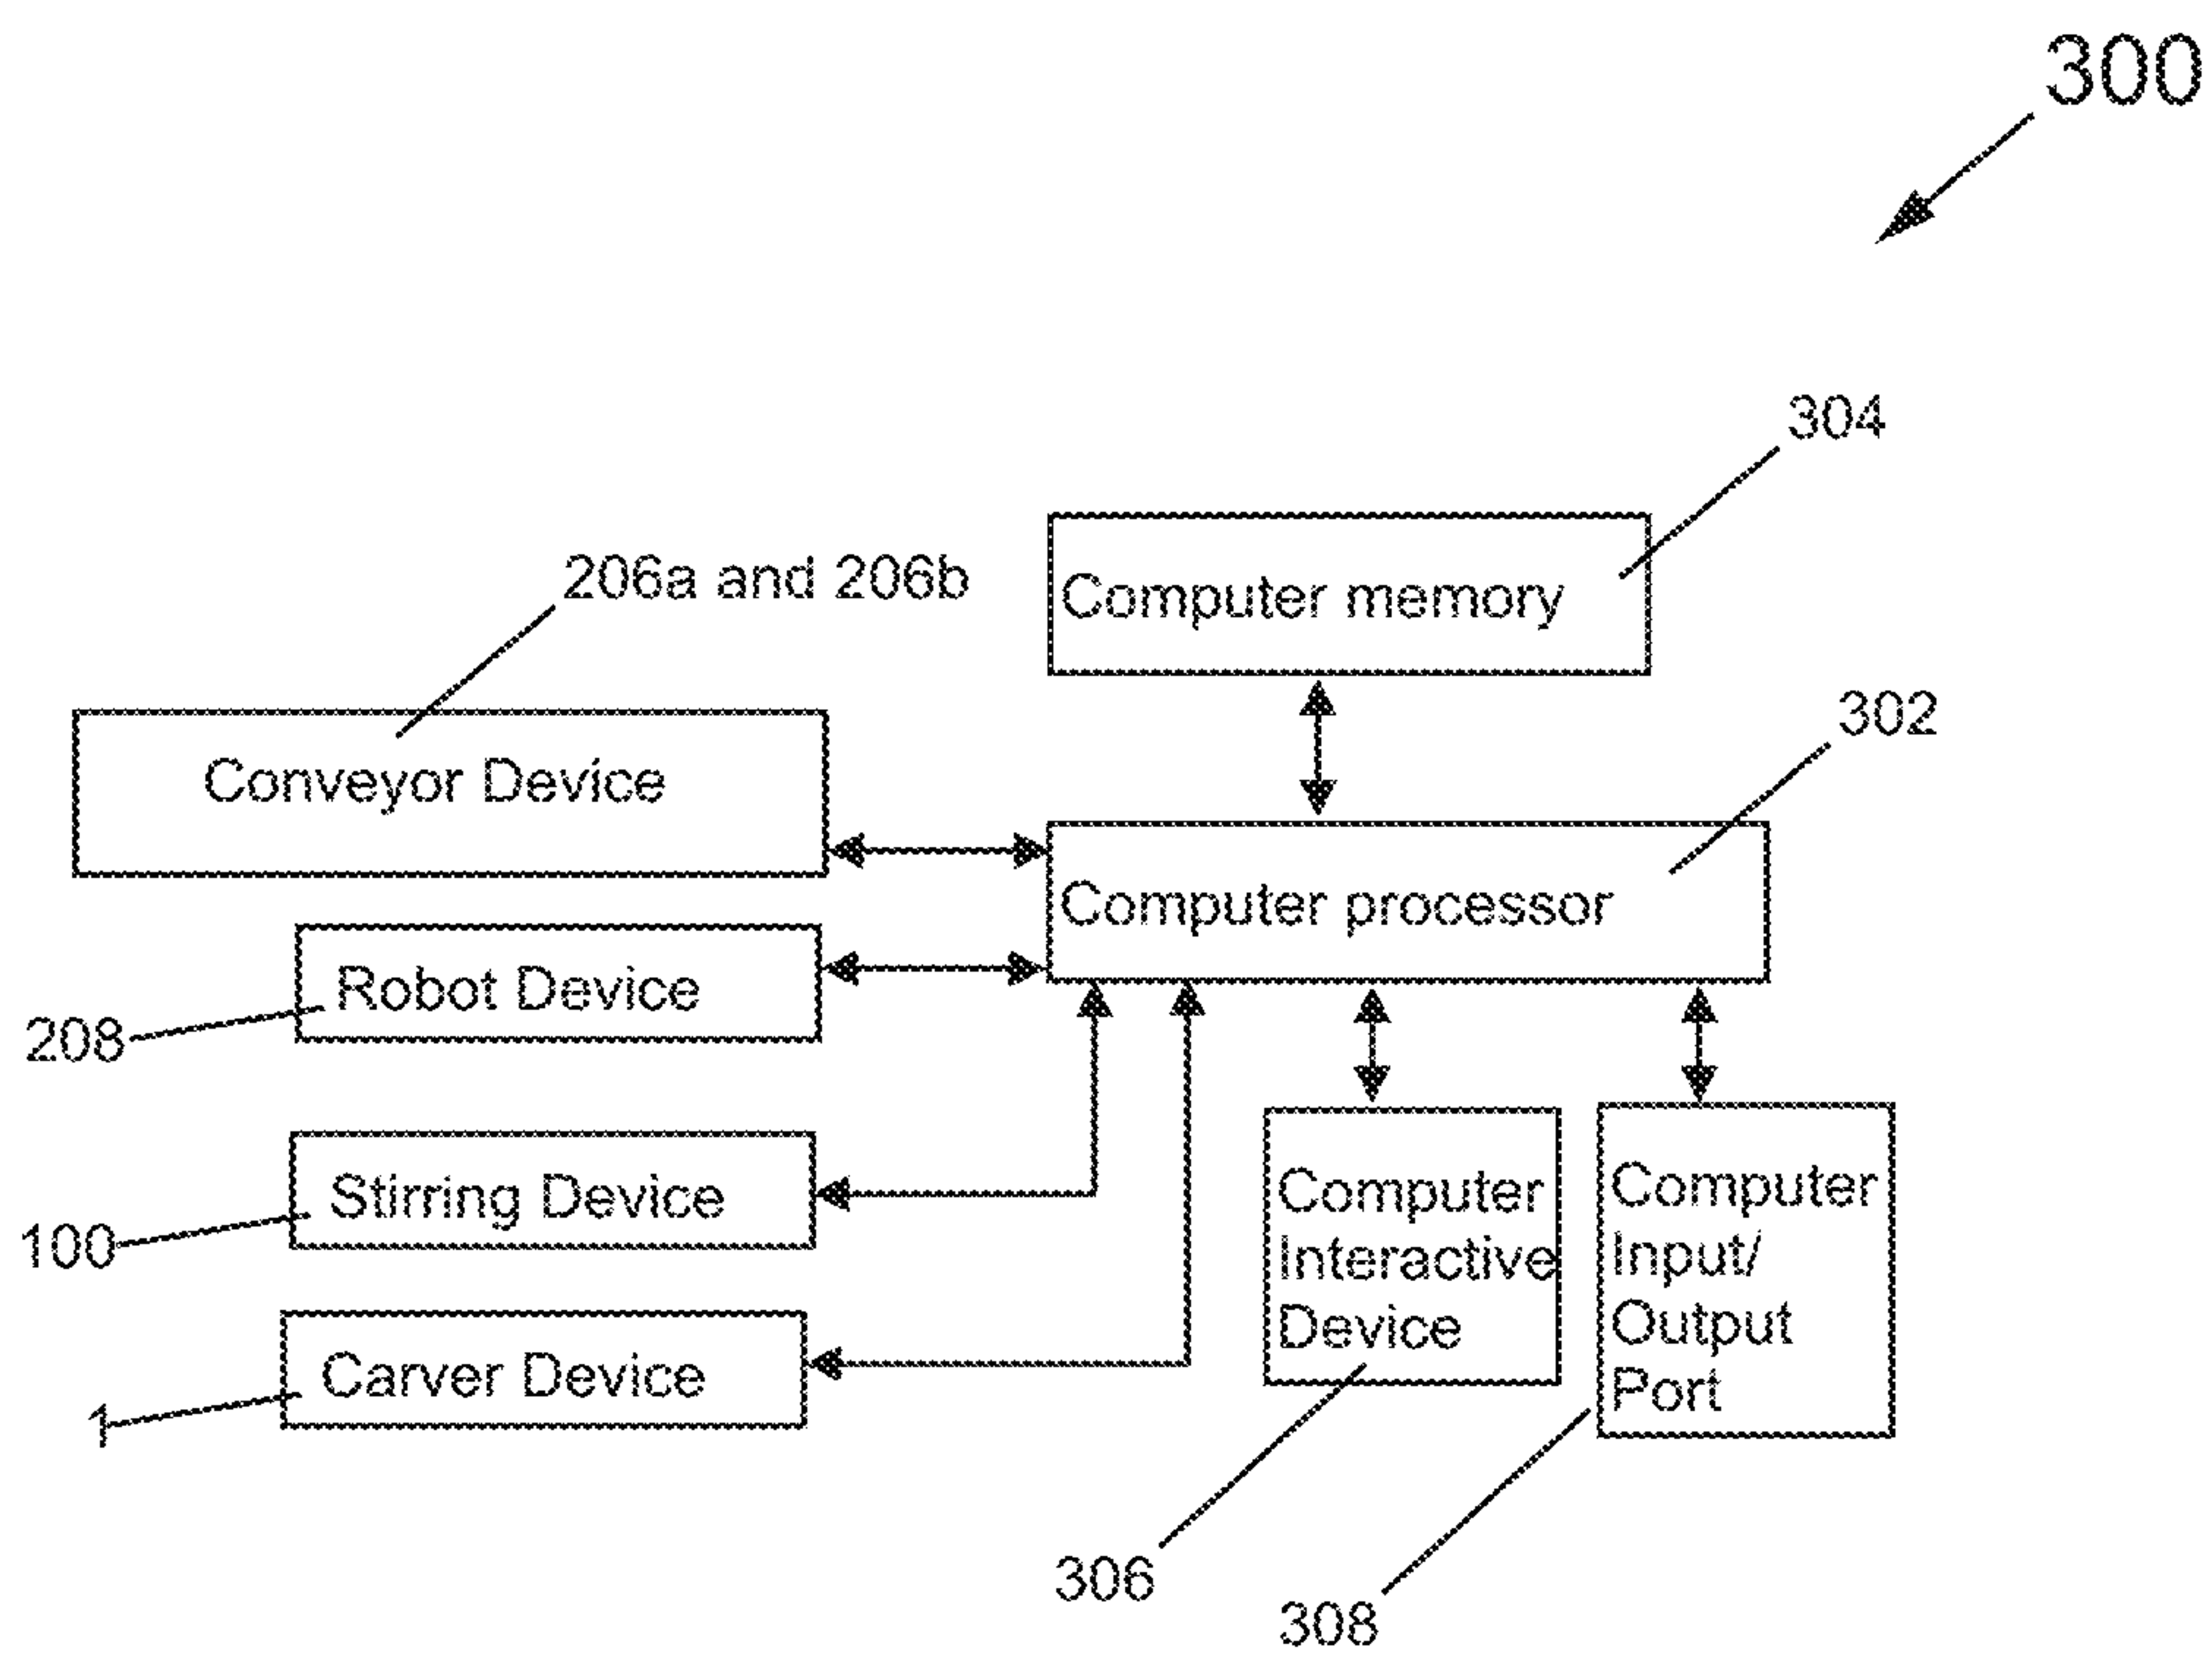 300
304
206a and 206b
Computer memory
302
Conveyor Device
Computer processor
Robot Device
208
Stirring Device
100
Computer
Interactive
Device
Computer
Input/
Output
Port
Carver Device
1
306
308